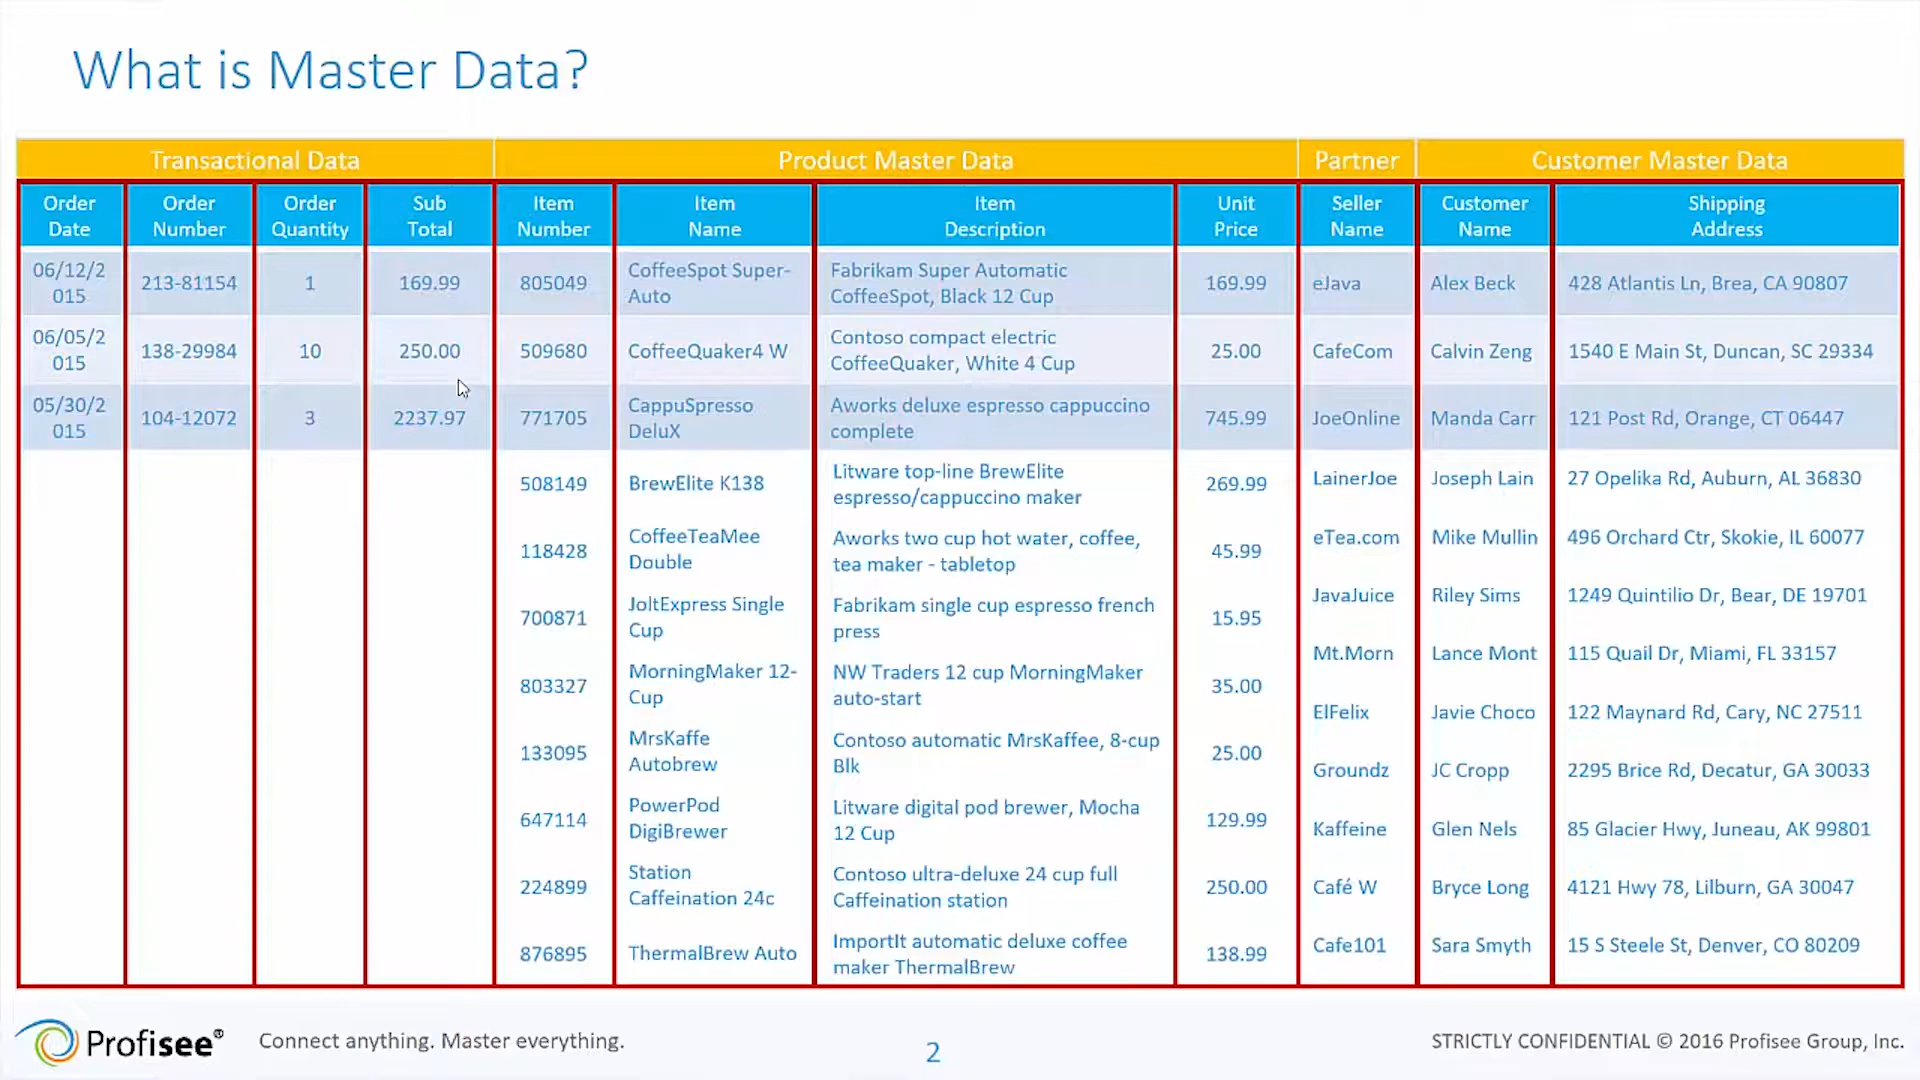 What is Master Data?
Transactional Data Product Master Data Partner Customer Master Data
Order Date Order Number Order Quantity Sub Total Item Number Item Name Item Description Unit Price Seller Name Customer Name Shipping Address
06/12/2015 213-81154 1 169.99 805049 CoffeeSpot Super-Auto Fabrikam Super Automatic CoffeeSpot, Black 12 Cup 169.99 eJava Alex Beck 428 Atlantis Ln, Brea, CA 90807
06/05/2015 138-29984 10 250.00 509680 CoffeeQuaker4 W Contoso compact electric CoffeeQuaker, White 4 Cup 25.00 CafeCom Calvin Zeng 1540 E Main St, Duncan, SC 29334
05/30/2015 104-12072 3 2237.97 771705 CappuSpresso DeluX Aworks deluxe espresso cappuccino complete 745.99 JoeOnline Manda Carr 121 Post Rd, Orange, CT 06447
508149 BrewElite K138 Litware top-line BrewElite espresso/cappuccino maker 269.99 LainerJoe Joseph Lain 27 Opelika Rd, Auburn, AL 36830
118428 CoffeeTeaMee Double Aworks two cup hot water, coffee, tea maker - tabletop 45.99 eTea.com Mike Mullin 496 Orchard Ctr, Skokie, IL 60077
700871 JoltExpress Single Cup Fabrikam single cup espresso french press 15.95 JavaJuice Riley Sims 1249 Quintilio Dr, Bear, DE 19701
803327 MorningMaker 12-Cup NW Traders 12 cup MorningMaker auto-start 35.00 Mt.Morn Lance Mont 115 Quail Dr, Miami, FL 33157
133095 MrsKaffe Autobrew Contoso automatic MrsKaffee, 8-cup Blk 25.00 ElFelix Javie Choco 122 Maynard Rd, Cary, NC 27511
647114 PowerPod DigiBrewer Litware digital pod brewer, Mocha 12 Cup 129.99 Groundz JC Cropp 2295 Brice Rd, Decatur, GA 30033
224899 Station Caffeination 24c Contoso ultra-deluxe 24 cup full Caffeination station 250.00 Kaffeine Glen Nels 85 Glacier Hwy, Juneau, AK 99801
876895 ThermalBrew Auto ImportIt automatic deluxe coffee maker ThermalBrew 138.99 Café W Bryce Long 4121 Hwy 78, Lilburn, GA 30047
Cafe101 Sara Smyth 15 S Steele St, Denver, CO 80209
Profisee® Connect anything. Master everything. 2 STRICTLY CONFIDENTIAL © 2016 Profisee Group, Inc.